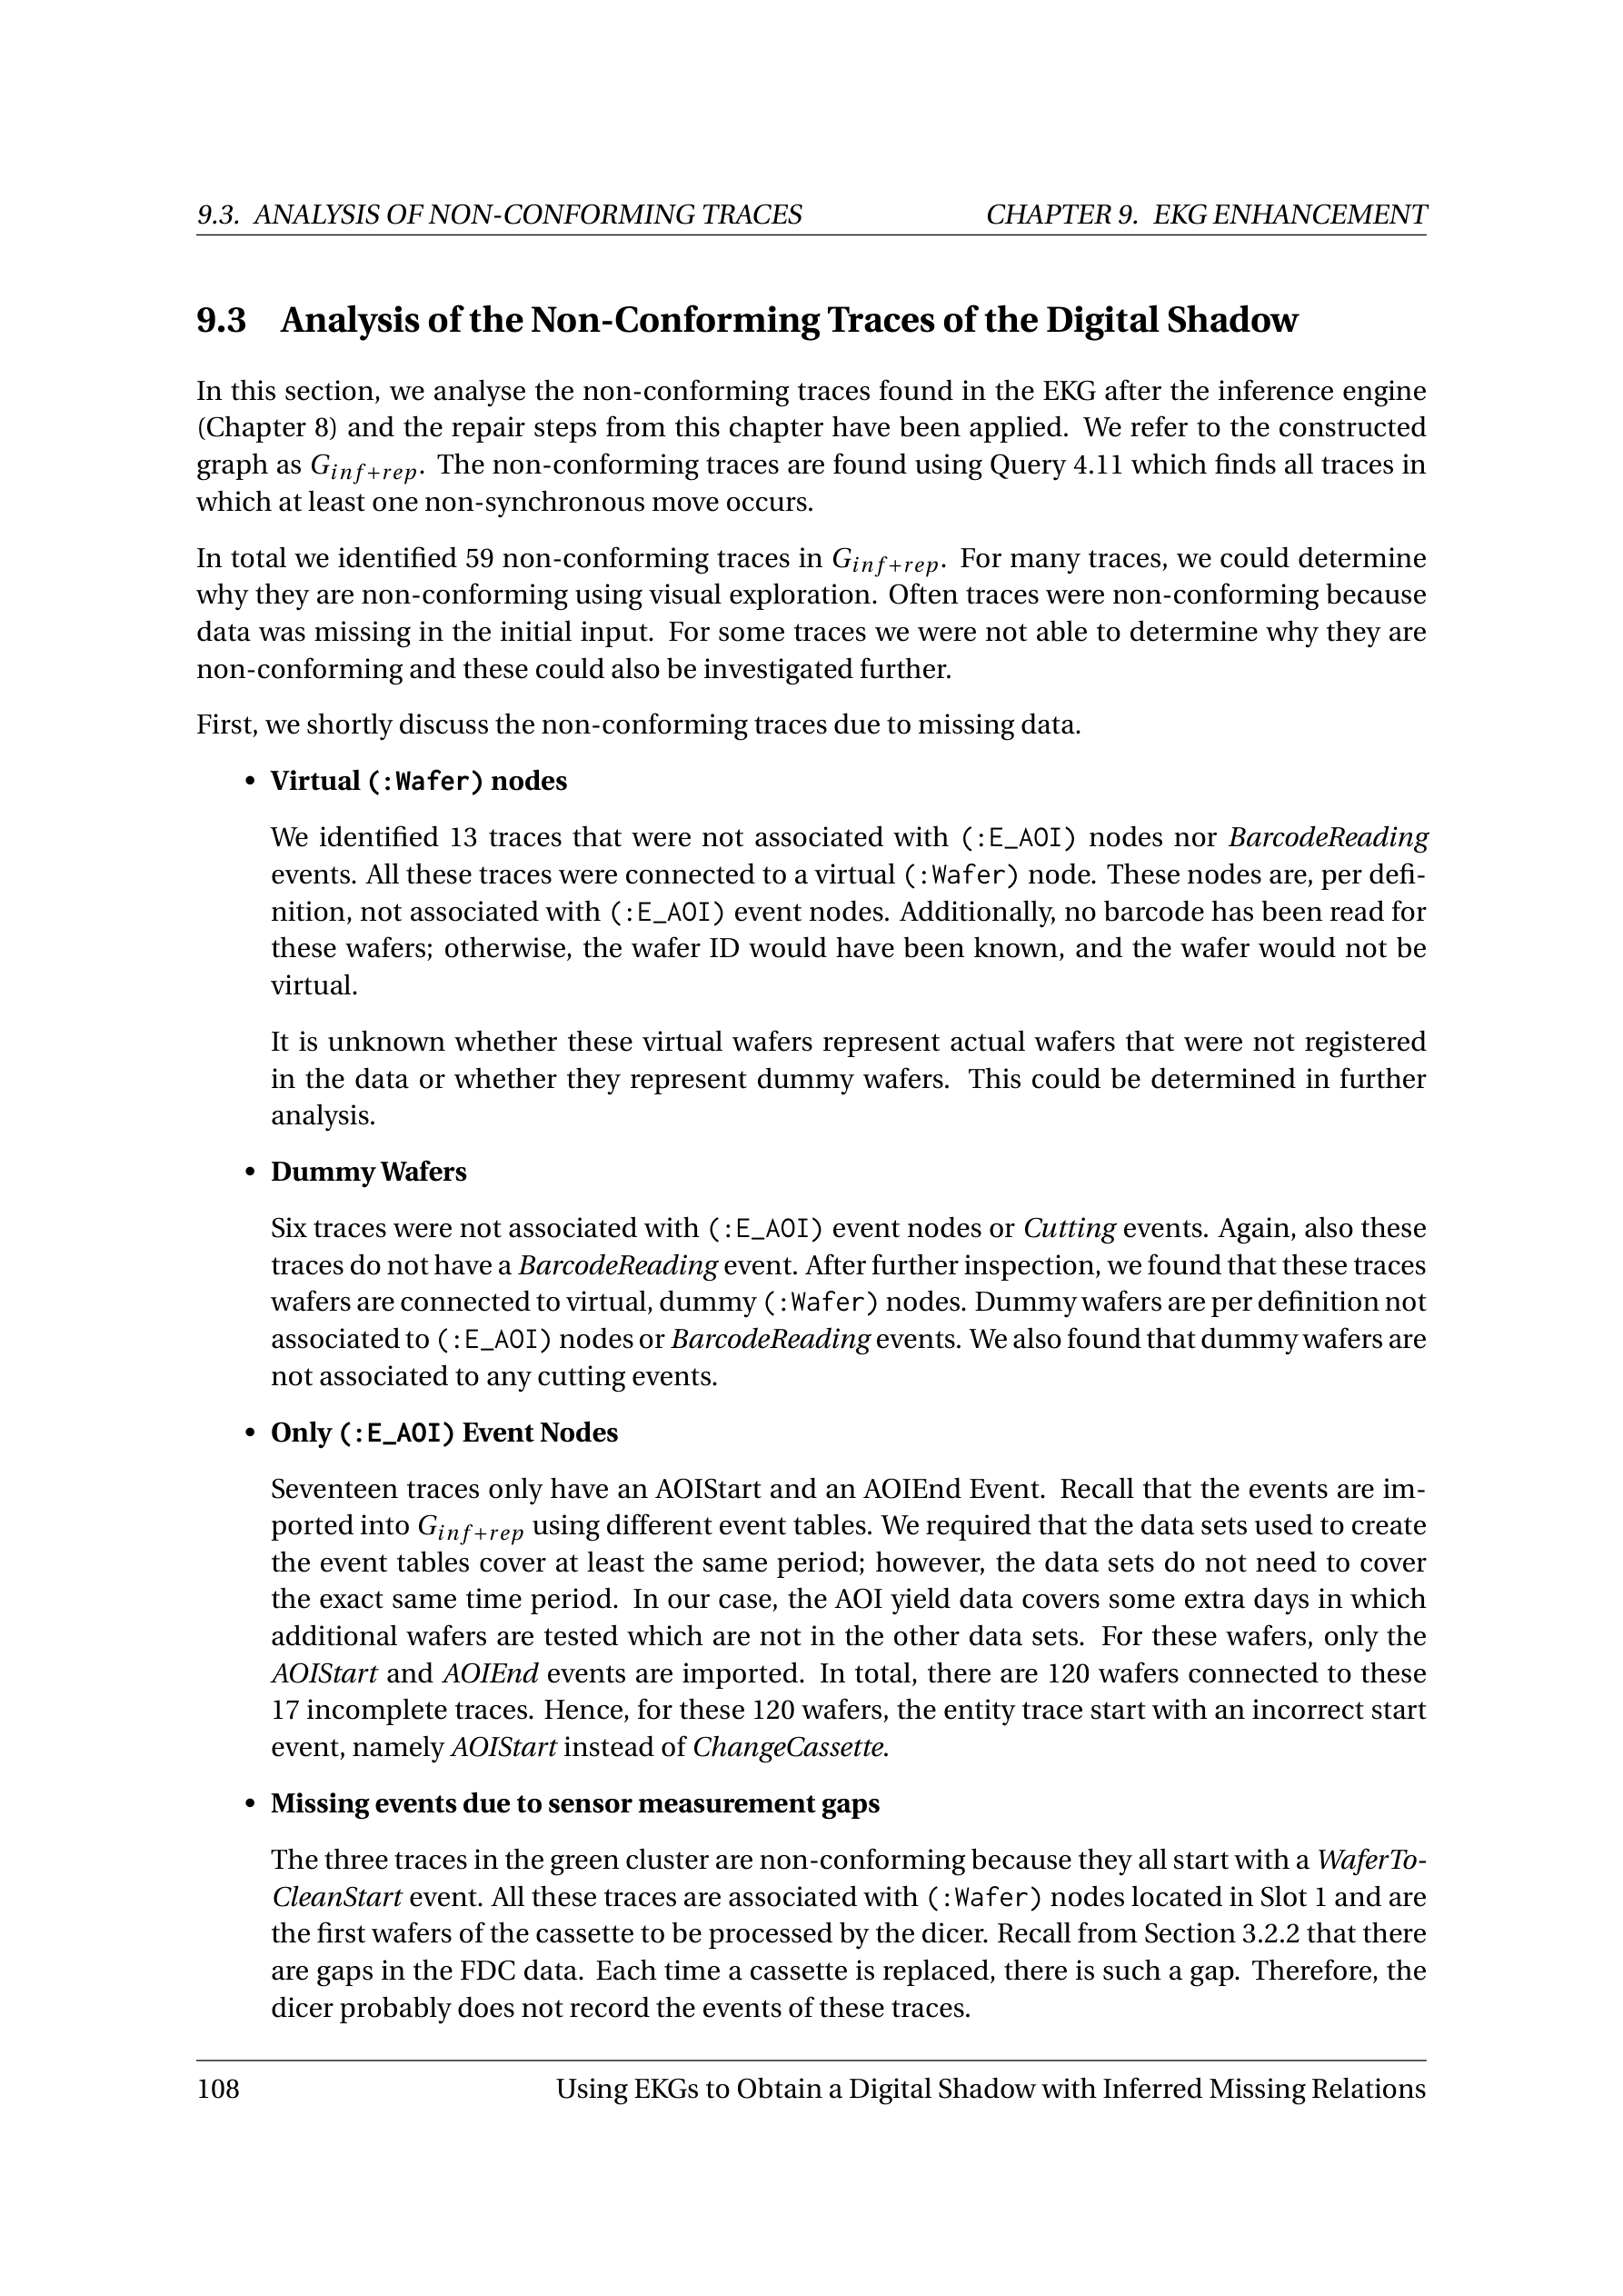 9.3. ANALYSIS OF NON-CONFORMING TRACES CHAPTER 9. EKG ENHANCEMENT
9.3 Analysis of the Non-Conforming Traces of the Digital Shadow
In this section, we analyse the non-conforming traces found in the EKG after the inference engine
(Chapter 8) and the repair steps from this chapter have been applied. We refer to the constructed
graph as G_{inf+rep}. The non-conforming traces are found using Query 4.11 which finds all traces in
which at least one non-synchronous move occurs.
In total we identified 59 non-conforming traces in G_{inf+rep}. For many traces, we could determine
why they are non-conforming using visual exploration. Often traces were non-conforming because
data was missing in the initial input. For some traces we were not able to determine why they are
non-conforming and these could also be investigated further.
First, we shortly discuss the non-conforming traces due to missing data.
• Virtual (:Wafer) nodes
We identified 13 traces that were not associated with (:E_AOI) nodes nor BarcodeReading
events. All these traces were connected to a virtual (:Wafer) node. These nodes are, per defi-
nition, not associated with (:E_AOI) event nodes. Additionally, no barcode has been read for
these wafers; otherwise, the wafer ID would have been known, and the wafer would not be
virtual.
It is unknown whether these virtual wafers represent actual wafers that were not registered
in the data or whether they represent dummy wafers. This could be determined in further
analysis.
• Dummy Wafers
Six traces were not associated with (:E_AOI) event nodes or Cutting events. Again, also these
traces do not have a BarcodeReading event. After further inspection, we found that these traces
wafers are connected to virtual, dummy (:Wafer) nodes. Dummy wafers are per definition not
associated to (:E_AOI) nodes or BarcodeReading events. We also found that dummy wafers are
not associated to any cutting events.
• Only (:E_AOI) Event Nodes
Seventeen traces only have an AOIStart and an AOIEnd Event. Recall that the events are im-
ported into G_{inf+rep} using different event tables. We required that the data sets used to create
the event tables cover at least the same period; however, the data sets do not need to cover
the exact same time period. In our case, the AOI yield data covers some extra days in which
additional wafers are tested which are not in the other data sets. For these wafers, only the
AOIStart and AOIEnd events are imported. In total, there are 120 wafers connected to these
17 incomplete traces. Hence, for these 120 wafers, the entity trace start with an incorrect start
event, namely AOIStart instead of ChangeCassette.
• Missing events due to sensor measurement gaps
The three traces in the green cluster are non-conforming because they all start with a WaferTo-
CleanStart event. All these traces are associated with (:Wafer) nodes located in Slot 1 and are
the first wafers of the cassette to be processed by the dicer. Recall from Section 3.2.2 that there
are gaps in the FDC data. Each time a cassette is replaced, there is such a gap. Therefore, the
dicer probably does not record the events of these traces.
108 Using EKGs to Obtain a Digital Shadow with Inferred Missing Relations